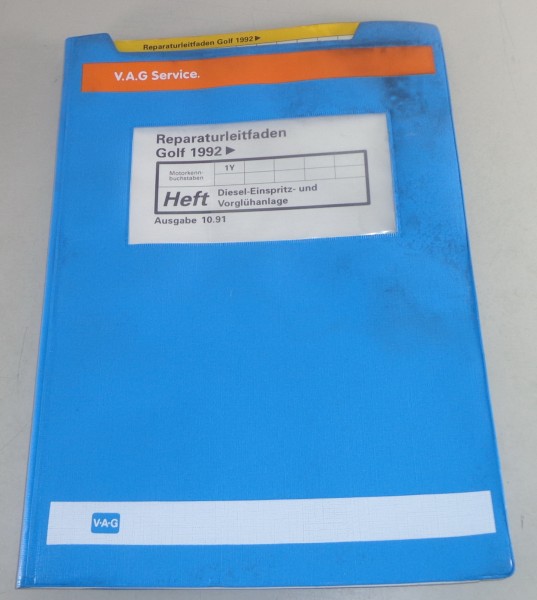 Reparaturleitfaden Golf 1992►
V.A.G Service.
Reparaturleitfaden
Golf 1992 ►
Motorkenn-
buchstaben
1Y
Heft
Diesel-Einspritz- und
Vorglühanlage
Ausgabe 10.91
V·A·G